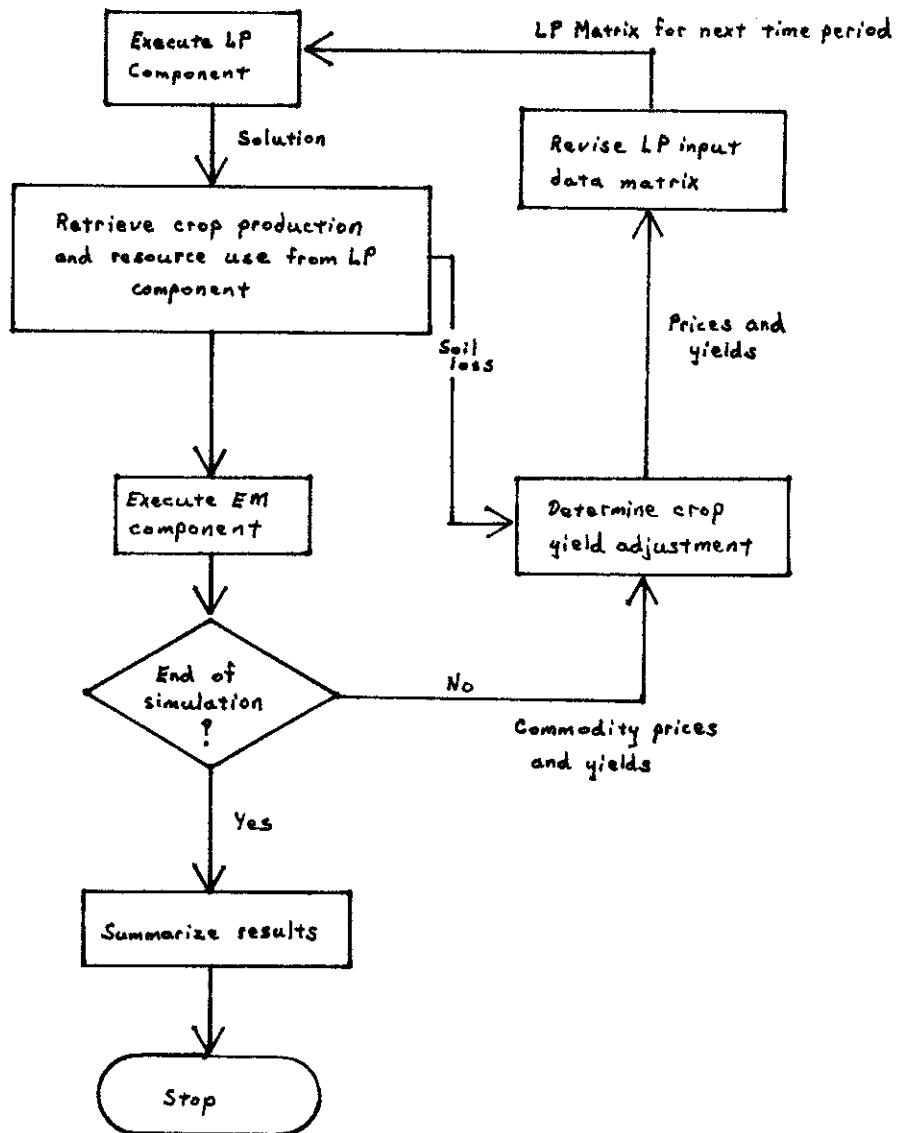 Execute LP
Component
LP Matrix for next time period
Solution
Revise LP input
data matrix
Retrieve crop production
and resource use from LP
component
Soil
loss
Prices and
yields
Execute EM
component
Determine crop
yield adjustment
End of
simulation
?
No
Commodity prices
and yields
Yes
Summarize results
Stop